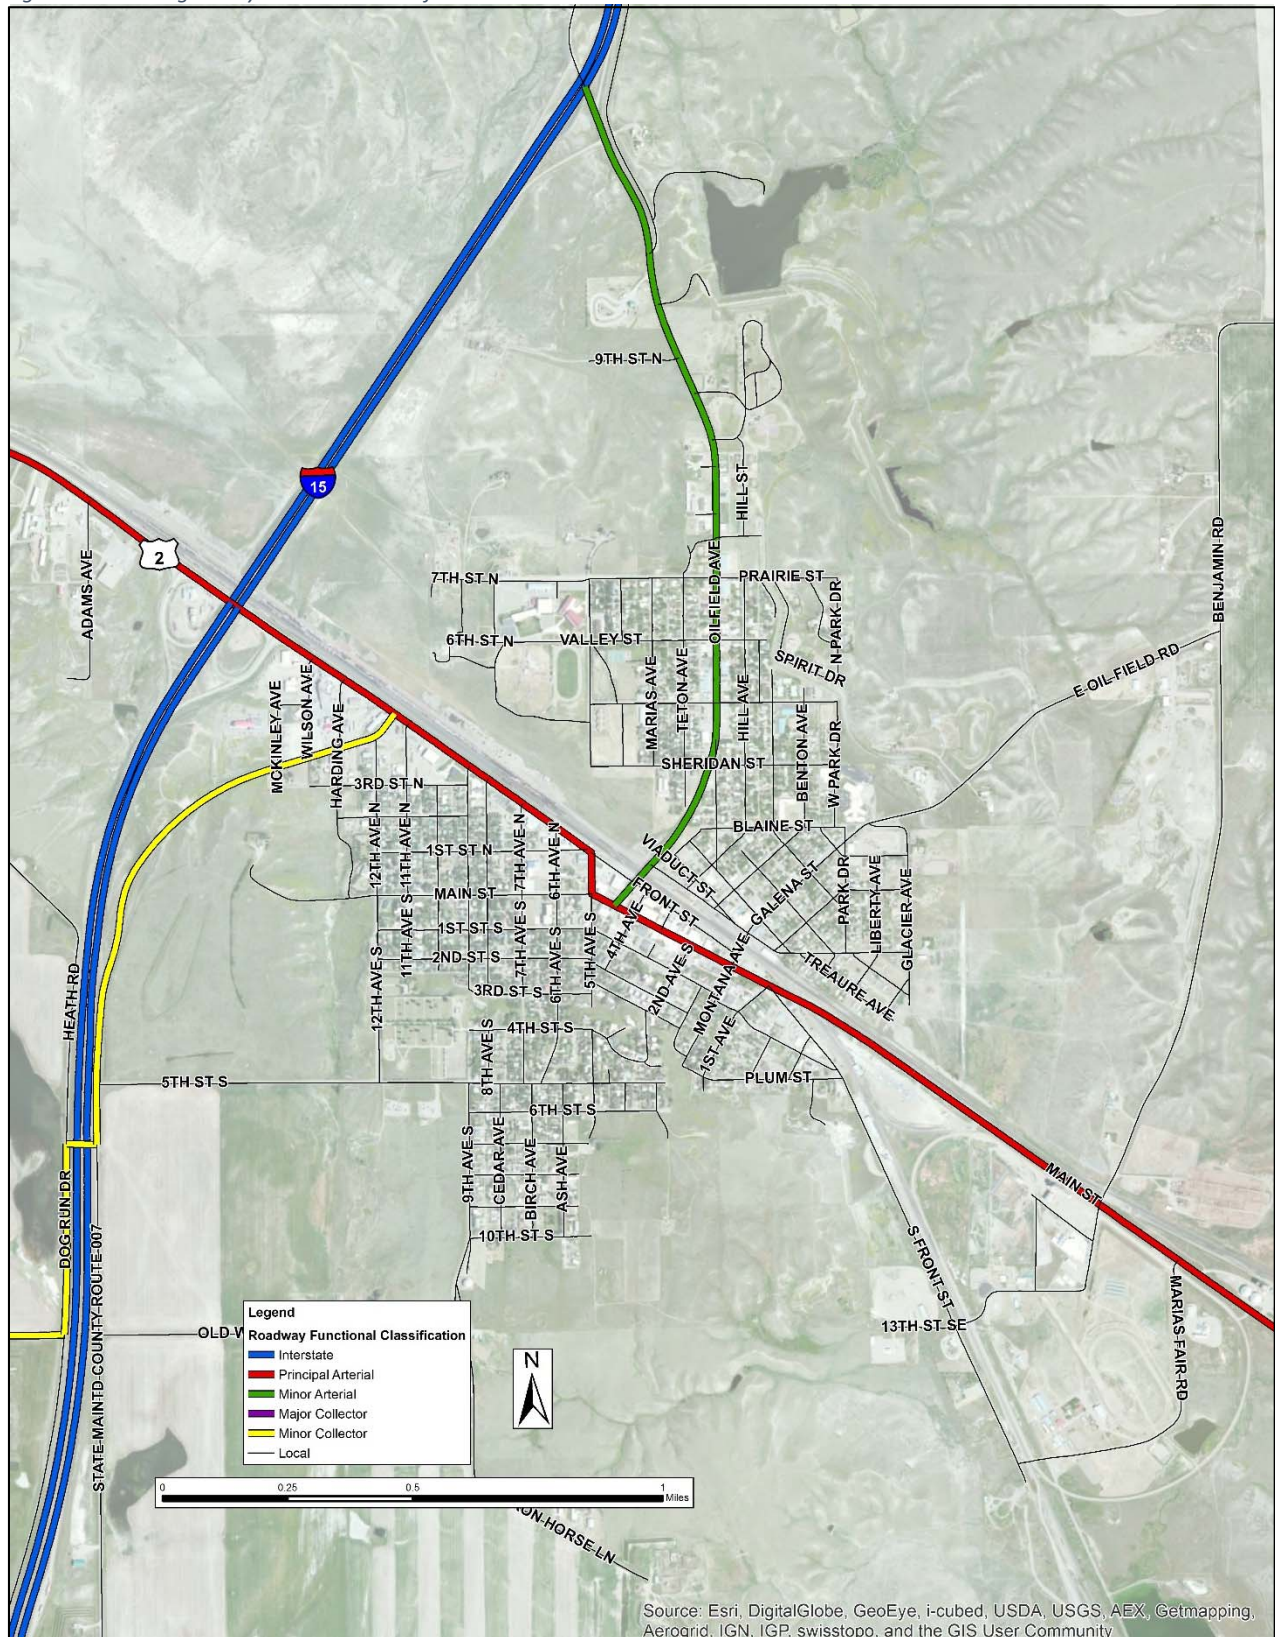 9TH ST N
HILL ST
BENJAMIN RD
15
2
ADAMS AVE
7TH ST N
PRAIRIE ST
OILFIELD AVE
N PARK DR
6TH ST N
VALLEY ST
SPIRIT DR
E OIL FIELD RD
MCKINLEY AVE
WILSON AVE
HARDING AVE
MARIAS AVE
TETON AVE
HILL AVE
BENTON AVE
W PARK DR
SHERIDAN ST
3RD ST N
12TH AVE N
11TH AVE N
7TH AVE N
6TH AVE N
BLAINE ST
VIADUCT ST
1ST ST N
FRONT ST
GALENA ST
PARK DR
LIBERTY AVE
GLACIER AVE
MAIN ST
1ST ST S
2ND ST S
3RD ST S
4TH ST S
12TH AVE S
11TH AVE S
8TH AVE S
7TH AVE S
6TH AVE S
5TH AVE S
4TH AVE
2ND AVE S
MONTANA AVE
1ST AVE
TREAURE AVE
HEATH RD
5TH ST S
PLUM ST
6TH ST S
9TH AVE S
CEDAR AVE
BIRCH AVE
ASH AVE
10TH ST S
MAIN ST
DOG RUN DR
STATE MAINTD COUNTY ROUTE 007
S FRONT ST
13TH ST SE
MARIAS FAIR RD
OLD
Legend
Roadway Functional Classification
Interstate
Principal Arterial
Minor Arterial
Major Collector
Minor Collector
Local
N
0 0.25 0.5 1
Miles
HORSE LN
Source: Esri, DigitalGlobe, GeoEye, i-cubed, USDA, USGS, AEX, Getmapping,
Aerogrid, IGN, IGP, swisstopo, and the GIS User Community